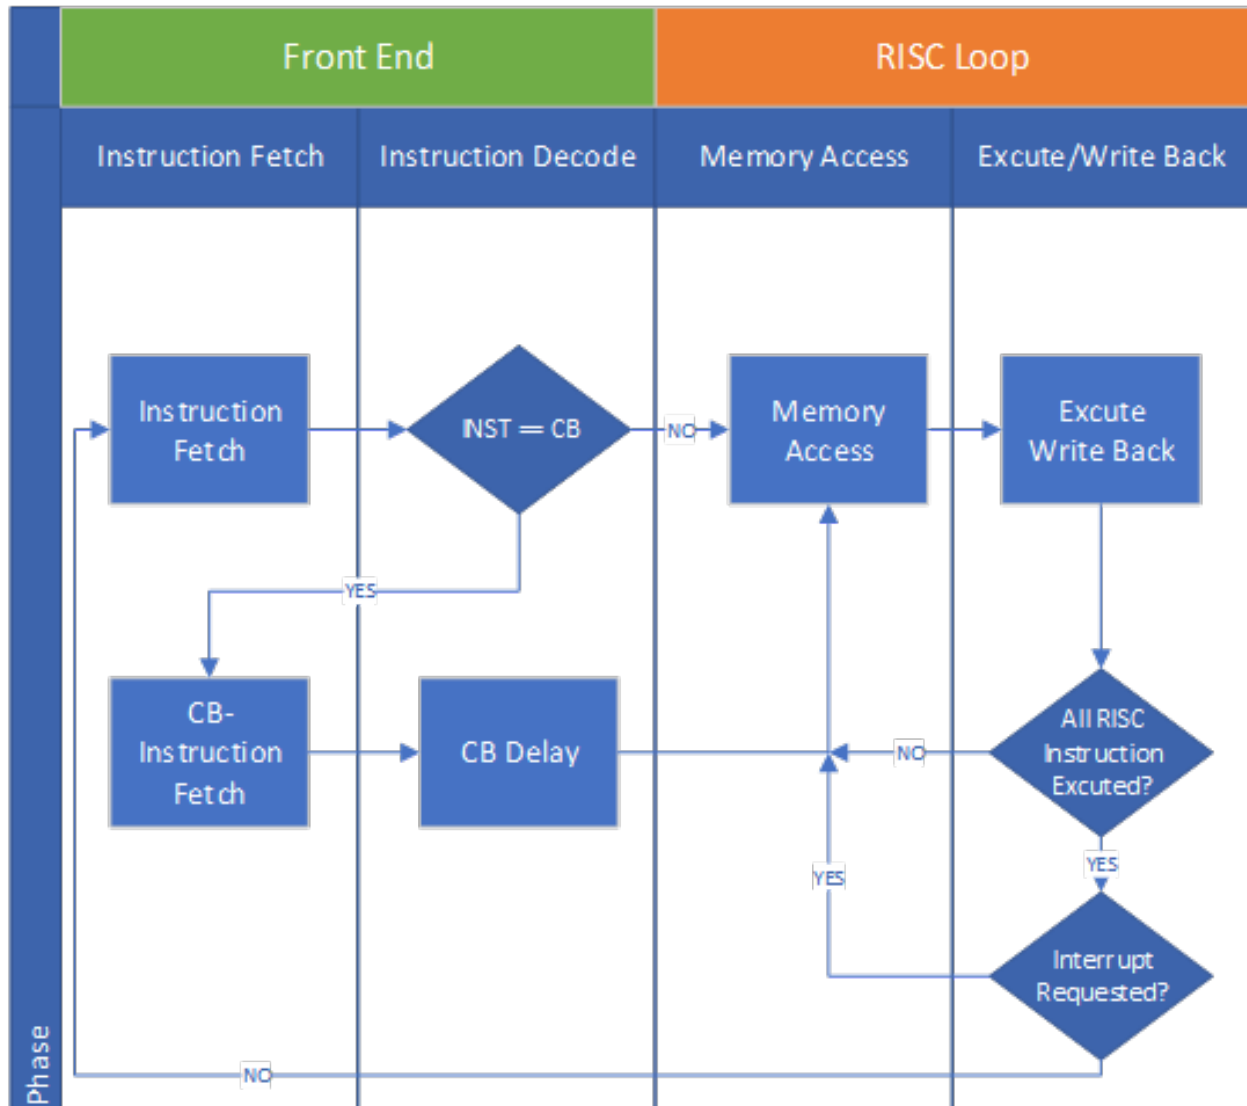 Front End
RISC Loop
Instruction Fetch
Instruction Decode
Memory Access
Excute/Write Back
Instruction
Fetch
INST == CB
NO
Memory
Access
Excute
Write Back
YES
CB-
Instruction
Fetch
CB Delay
NO
All RISC
Instruction
Excuted?
YES
YES
Interrupt
Requested?
NO
Phase